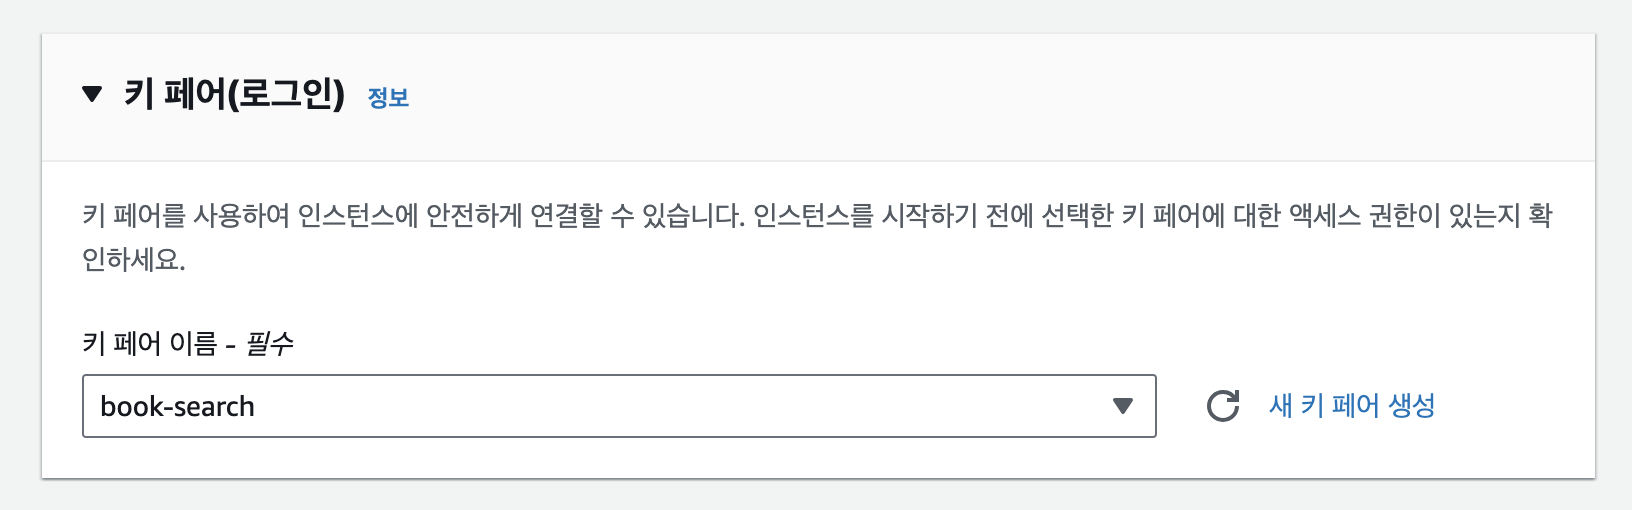 키 페어(로그인) 정보
키 페어를 사용하여 인스턴스에 안전하게 연결할 수 있습니다. 인스턴스를 시작하기 전에 선택한 키 페어에 대한 액세스 권한이 있는지 확
인하세요.
키 페어 이름 - 필수
book-search 새 키 페어 생성